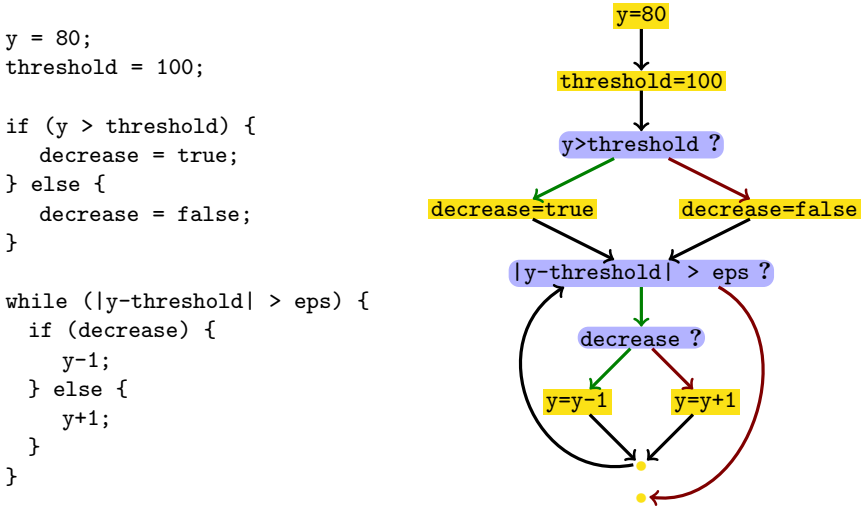 y = 80;
threshold = 100;
if (y > threshold) {
decrease = true;
} else {
decrease = false;
}
while (|y-threshold| > eps) {
if (decrease) {
y-1;
} else {
y+1;
}
}
y=80
threshold=100
y>threshold ?
decrease=true decrease=false
|y-threshold| > eps ?
decrease ?
y=y-1 y=y+1